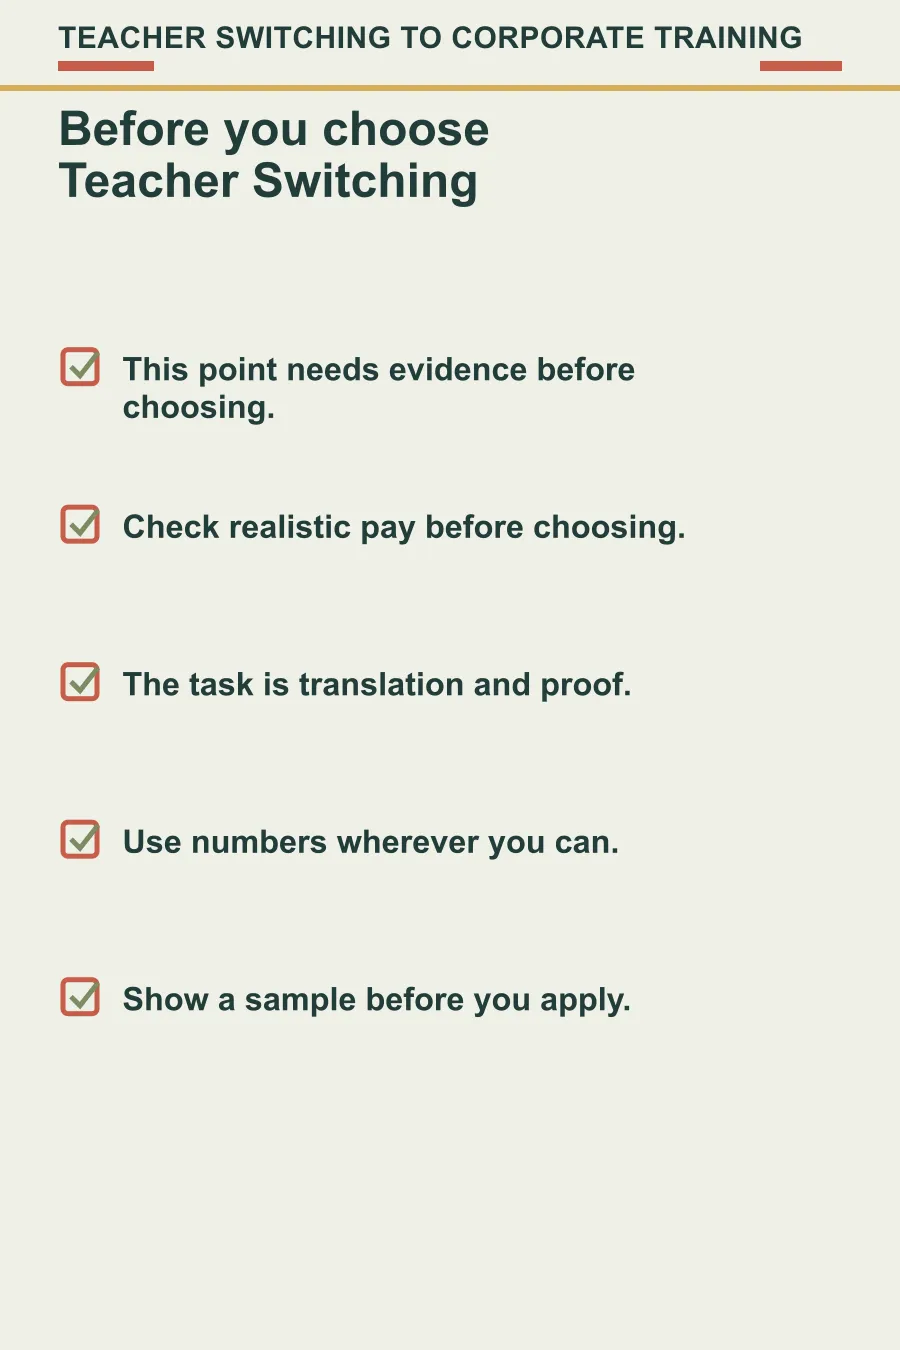 TEACHER SWITCHING TO CORPORATE TRAINING
Before you choose
Teacher Switching
This point needs evidence before
choosing.
Check realistic pay before choosing.
The task is translation and proof.
Use numbers wherever you can.
Show a sample before you apply.